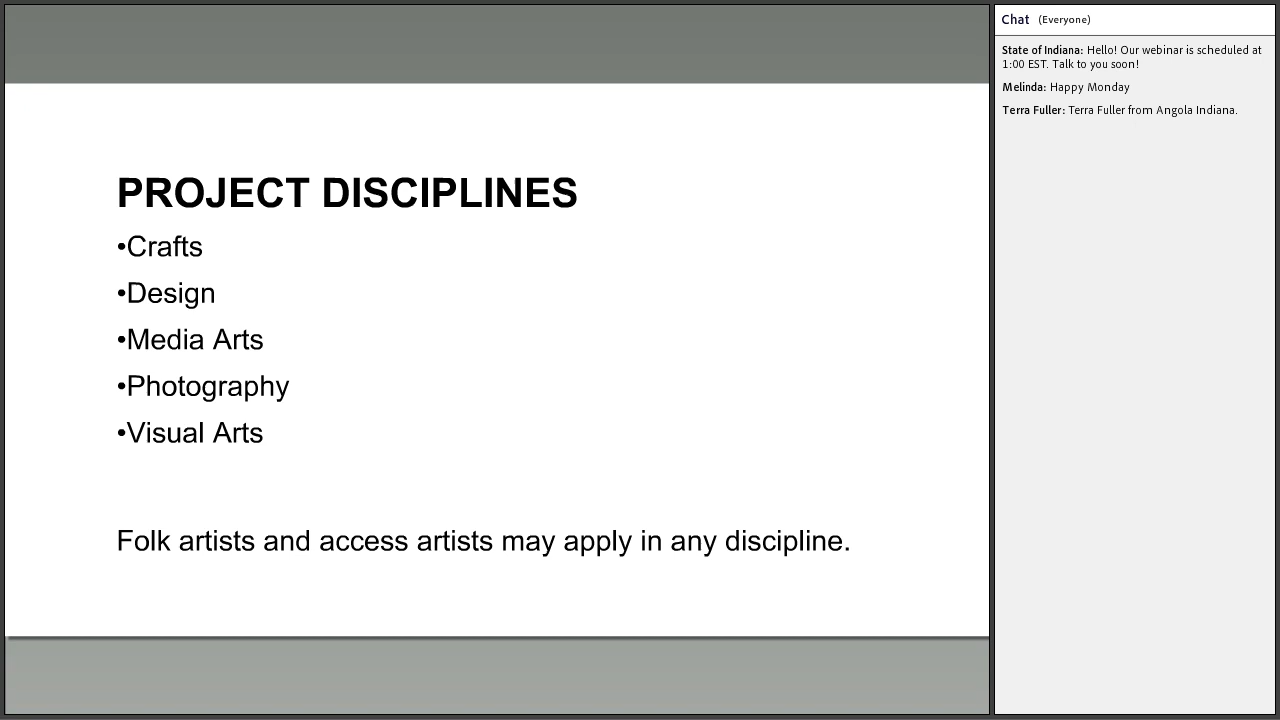 PROJECT DISCIPLINES
•Crafts
•Design
•Media Arts
•Photography
•Visual Arts
Folk artists and access artists may apply in any discipline.
Chat (Everyone)
State of Indiana: Hello! Our webinar is scheduled at
1:00 EST. Talk to you soon!
Melinda: Happy Monday
Terra Fuller: Terra Fuller from Angola Indiana.